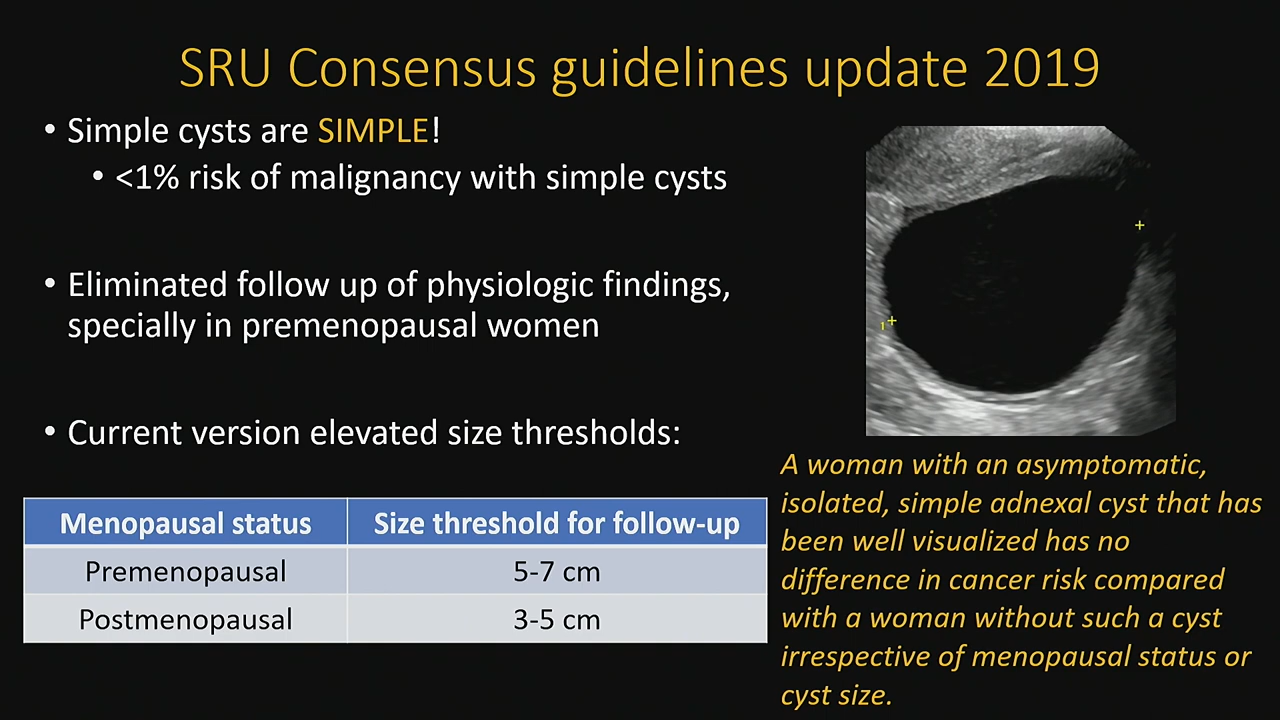 SRU Consensus guidelines update 2019
• Simple cysts are SIMPLE!
• <1% risk of malignancy with simple cysts
• Eliminated follow up of physiologic findings,
specially in premenopausal women
• Current version elevated size thresholds:
Menopausal status Size threshold for follow-up
Premenopausal 5-7 cm
Postmenopausal 3-5 cm
A woman with an asymptomatic,
isolated, simple adnexal cyst that has
been well visualized has no
difference in cancer risk compared
with a woman without such a cyst
irrespective of menopausal status or
cyst size.